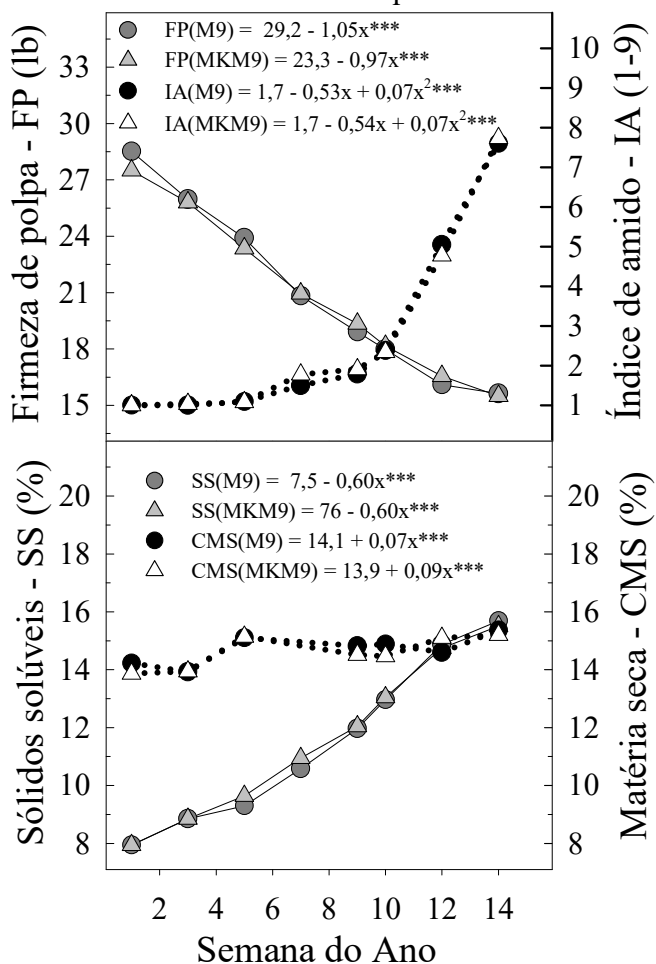 FP(M9) = 29,2 - 1,05x***
FP(MKM9) = 23,3 - 0,97x***
IA(M9) = 1,7 - 0,53x + 0,07x²***
IA(MKM9) = 1,7 - 0,54x + 0,07x²***
Firmeza de polpa - FP (lb)
33
30
27
24
21
18
15
Índice de amido - IA (1-9)
10
9
8
7
6
5
4
3
2
1
SS(M9) = 7,5 - 0,60x***
SS(MKM9) = 76 - 0,60x***
CMS(M9) = 14,1 + 0,07x***
CMS(MKM9) = 13,9 + 0,09x***
Sólidos solúveis - SS (%)
20
18
16
14
12
10
8
Matéria seca - CMS (%)
20
18
16
14
12
10
8
2 4 6 8 10 12 14
Semana do Ano